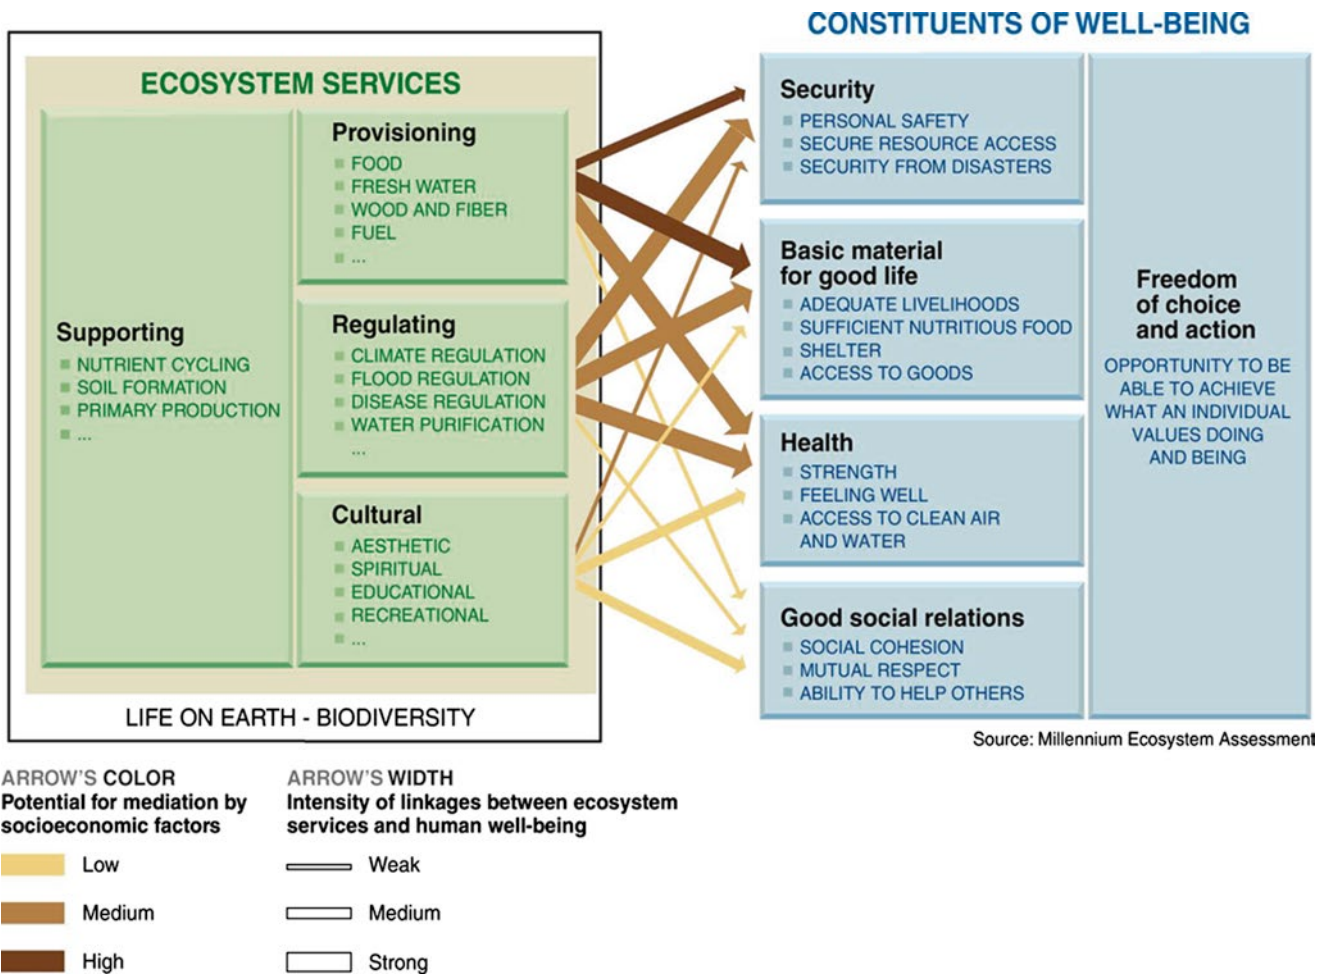 CONSTITUENTS OF WELL-BEING
ECOSYSTEM SERVICES
Supporting
NUTRIENT CYCLING
SOIL FORMATION
PRIMARY PRODUCTION
...
Provisioning
FOOD
FRESH WATER
WOOD AND FIBER
FUEL
...
Regulating
CLIMATE REGULATION
FLOOD REGULATION
DISEASE REGULATION
WATER PURIFICATION
...
Cultural
AESTHETIC
SPIRITUAL
EDUCATIONAL
RECREATIONAL
...
LIFE ON EARTH - BIODIVERSITY
Security
PERSONAL SAFETY
SECURE RESOURCE ACCESS
SECURITY FROM DISASTERS
Basic material
for good life
ADEQUATE LIVELIHOODS
SUFFICIENT NUTRITIOUS FOOD
SHELTER
ACCESS TO GOODS
Health
STRENGTH
FEELING WELL
ACCESS TO CLEAN AIR
AND WATER
Good social relations
SOCIAL COHESION
MUTUAL RESPECT
ABILITY TO HELP OTHERS
Freedom
of choice
and action
OPPORTUNITY TO BE
ABLE TO ACHIEVE
WHAT AN INDIVIDUAL
VALUES DOING
AND BEING
Source: Millennium Ecosystem Assessment
ARROW'S COLOR
Potential for mediation by
socioeconomic factors
Low
Medium
High
ARROW'S WIDTH
Intensity of linkages between ecosystem
services and human well-being
Weak
Medium
Strong